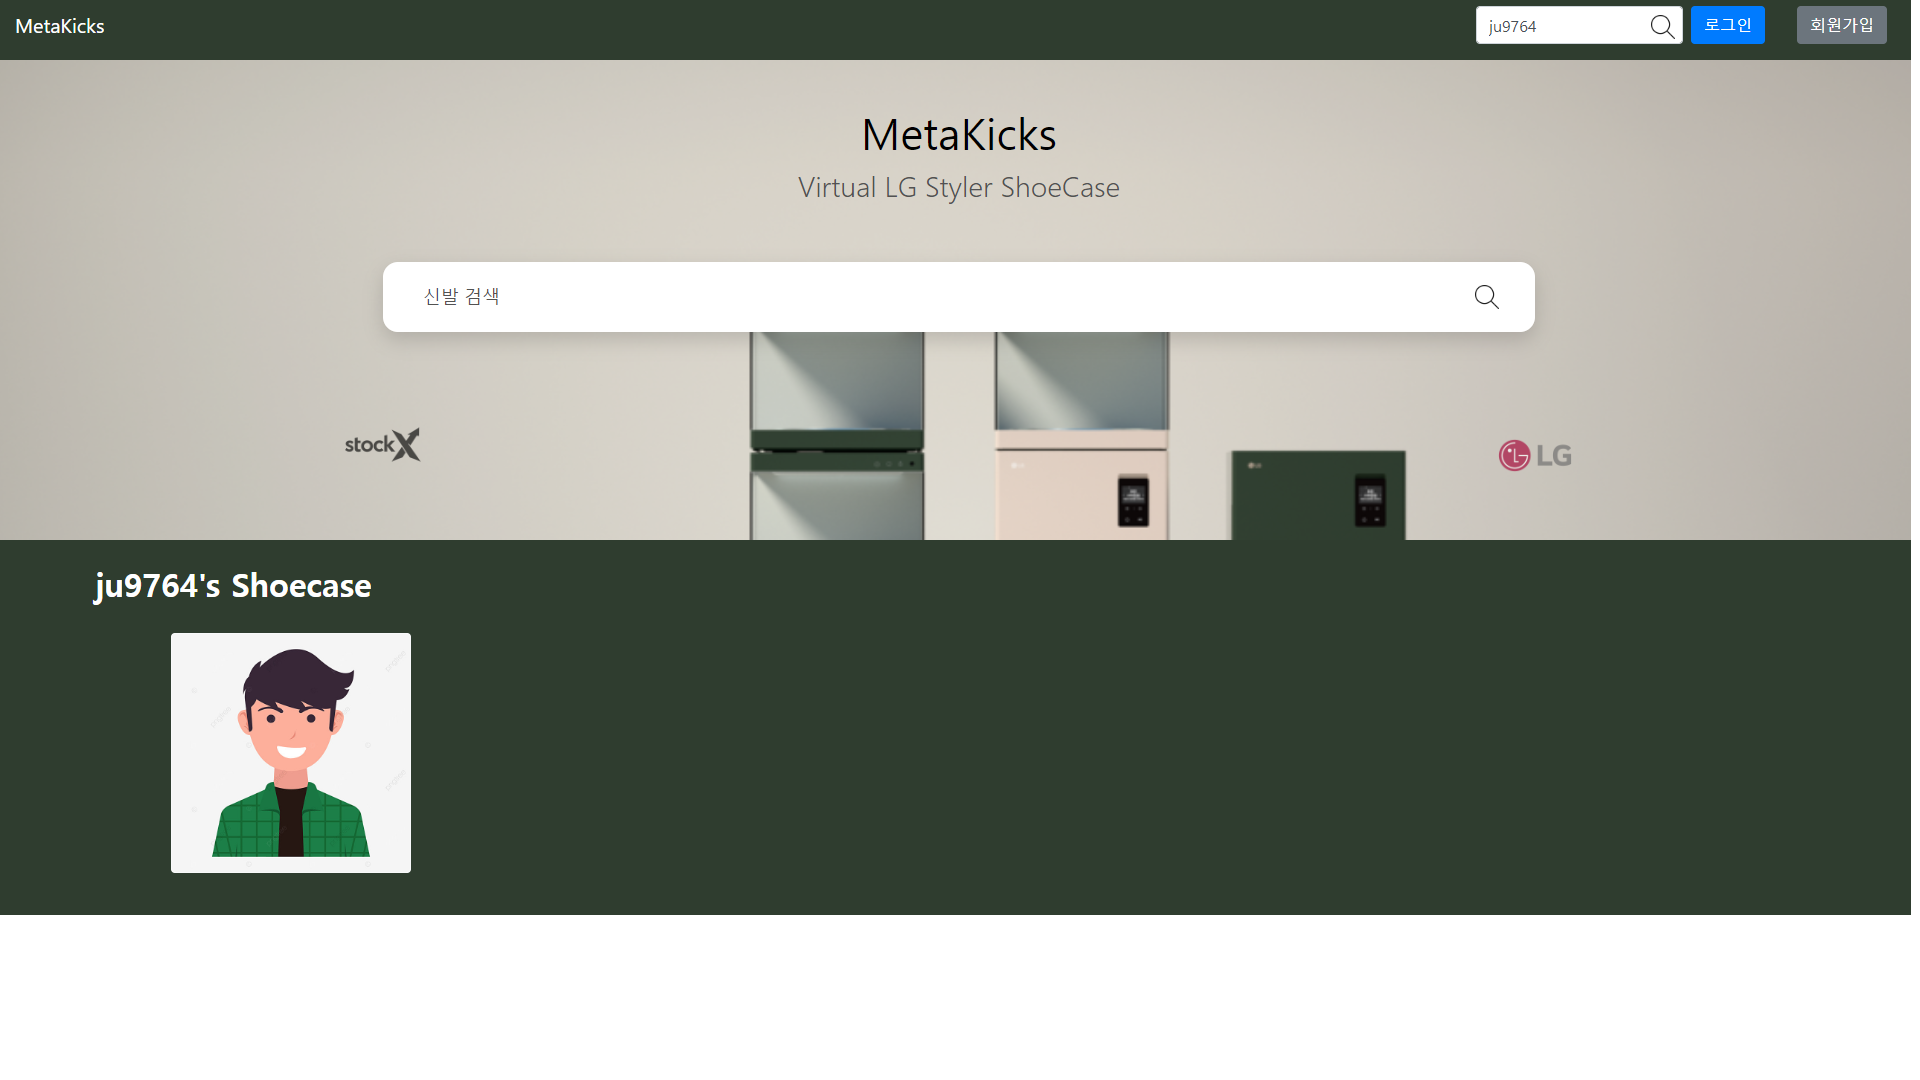 MetaKicks
ju9764
로그인
회원가입
MetaKicks
Virtual LG Styler ShoeCase
신발 검색
stockX
LG
ju9764's Shoecase